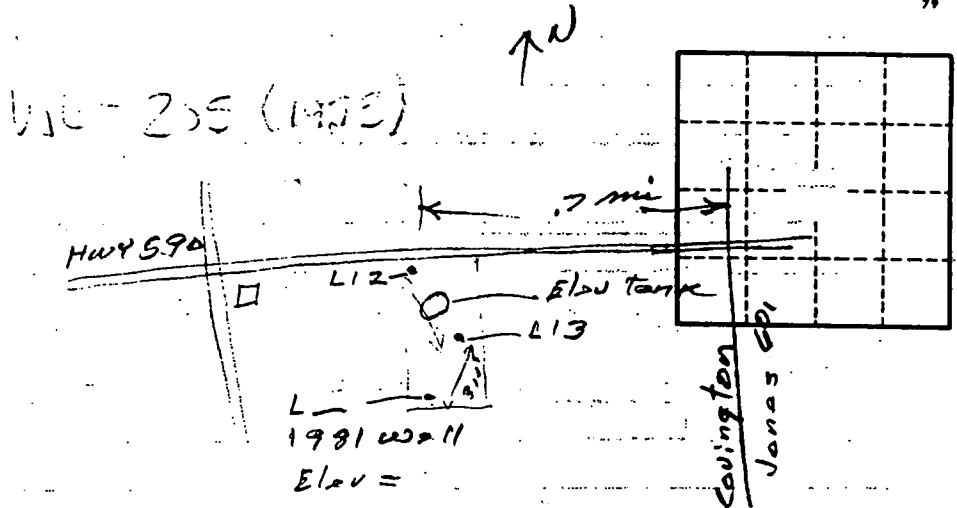 N
.7 mi
HWY 590
L12
Elev tank
L13
L
1981 well
Elev =
Covington
Jones CO